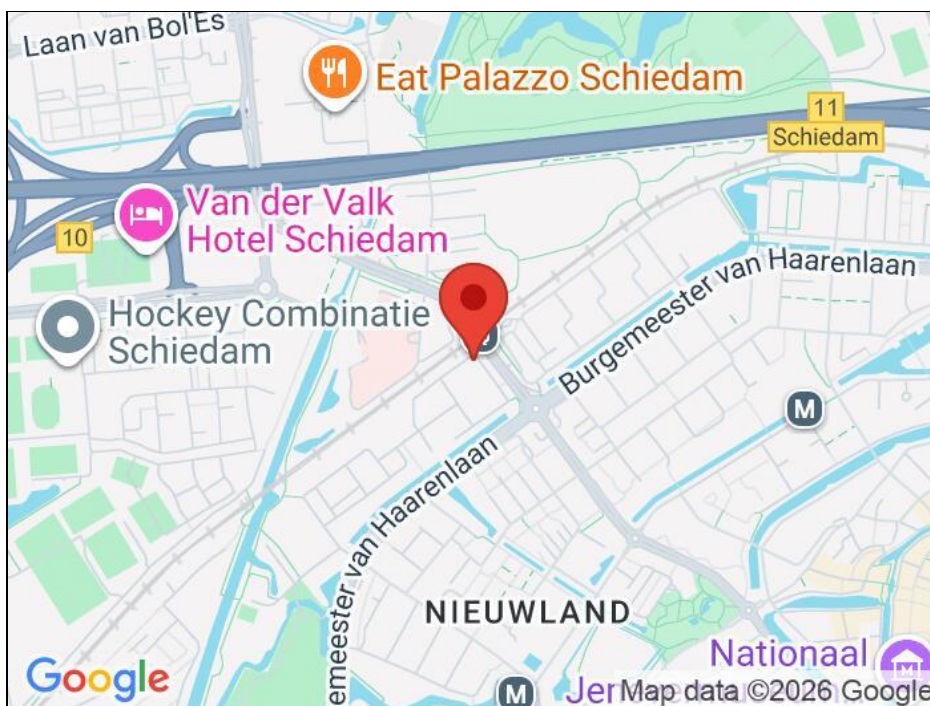 Laan van Bol'Es
Eat Palazzo Schiedam
11
Schiedam
Van der Valk
Hotel Schiedam
10
Burgemeester van Haarenlaan
Hockey Combinatie
Schiedam
M
emeester van Haarenlaan
NIEUWLAND
Nationaal
M
Google
Map data ©2026 Google